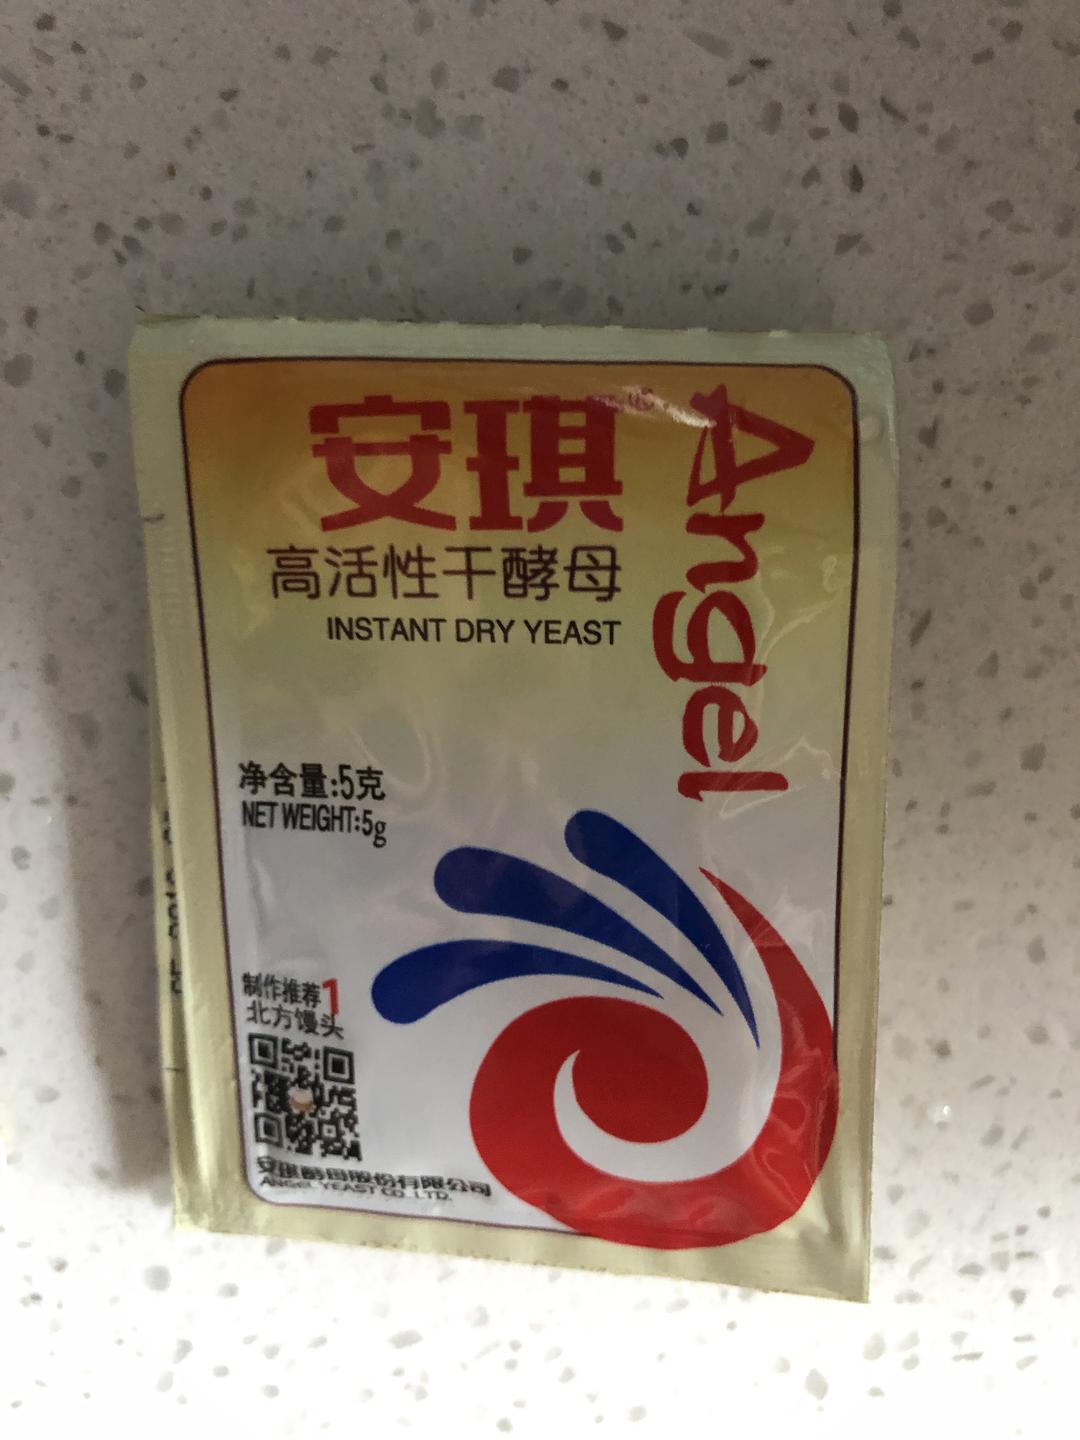 安琪®
Angel
高活性干酵母
INSTANT DRY YEAST
净含量:5克
NET WEIGHT:5g
制作推荐1
北方馒头
安琪酵母股份有限公司
ANGEL YEAST CO., LTD.